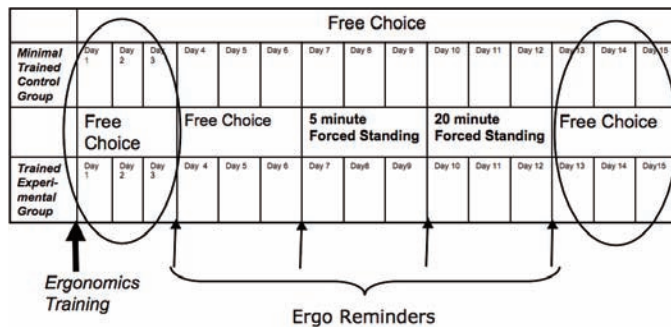 Free Choice
Minimal Trained Control Group
Day 1 Day 2 Day 3 Day 4 Day 5 Day 6 Day 7 Day 8 Day 9 Day 10 Day 11 Day 12 Day 13 Day 14 Day 15
Free Choice Free Choice 5 minute Forced Standing 20 minute Forced Standing Free Choice
Trained Experi-mental Group
Day 1 Day 2 Day 3 Day 4 Day 5 Day 6 Day 7 Day8 Day9 Day 10 Day 11 Day 12 Day 13 Day 14 Day15
Ergonomics
Training
Ergo Reminders